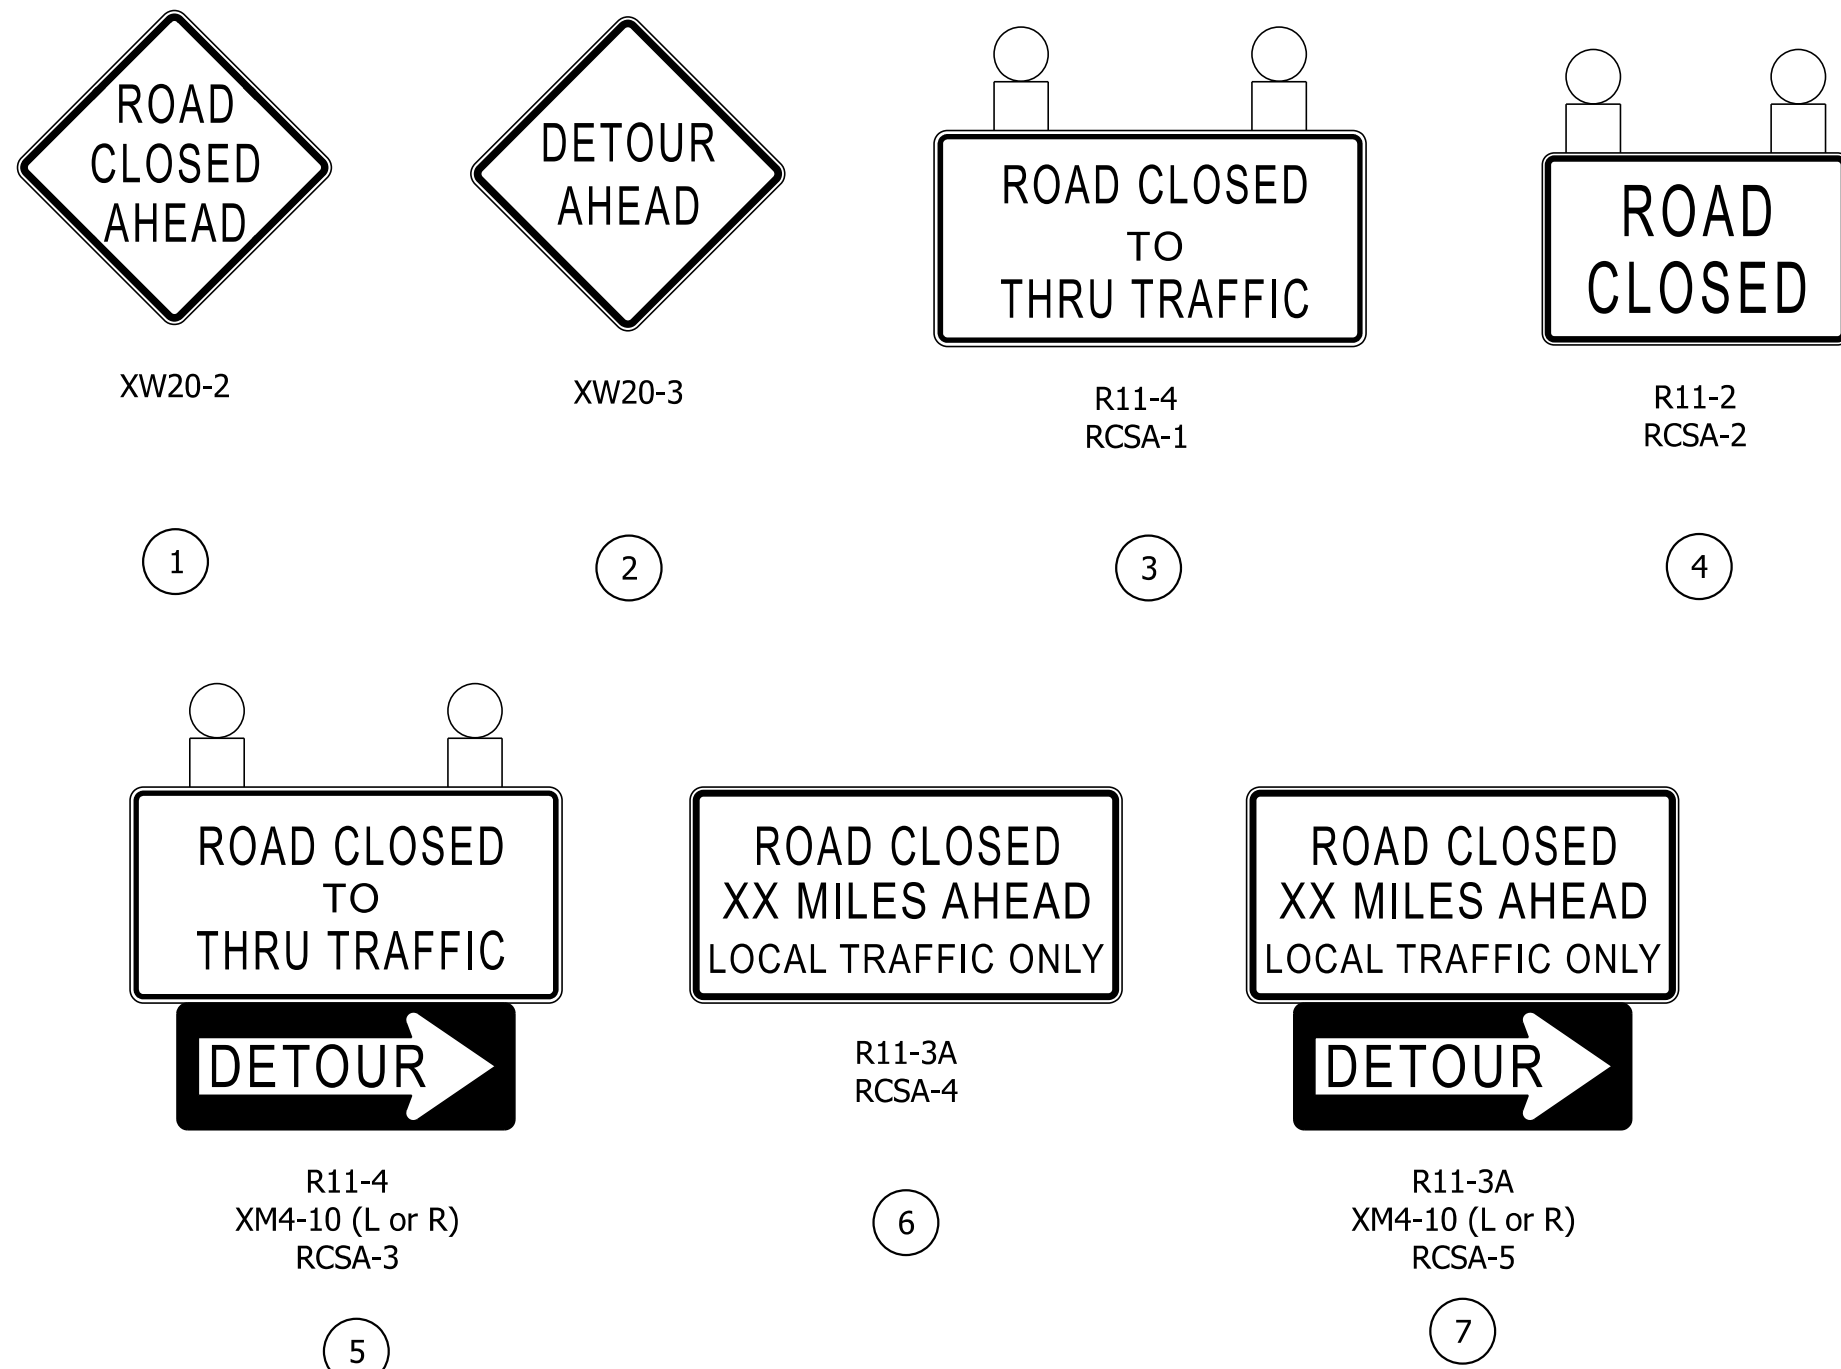 ROAD
CLOSED
AHEAD
XW20-2
1
DETOUR
AHEAD
XW20-3
2
ROAD CLOSED
TO
THRU TRAFFIC
R11-4
RCSA-1
3
ROAD
CLOSED
R11-2
RCSA-2
4
ROAD CLOSED
TO
THRU TRAFFIC
DETOUR
R11-4
XM4-10 (L or R)
RCSA-3
5
ROAD CLOSED
XX MILES AHEAD
LOCAL TRAFFIC ONLY
R11-3A
RCSA-4
6
ROAD CLOSED
XX MILES AHEAD
LOCAL TRAFFIC ONLY
DETOUR
R11-3A
XM4-10 (L or R)
RCSA-5
7